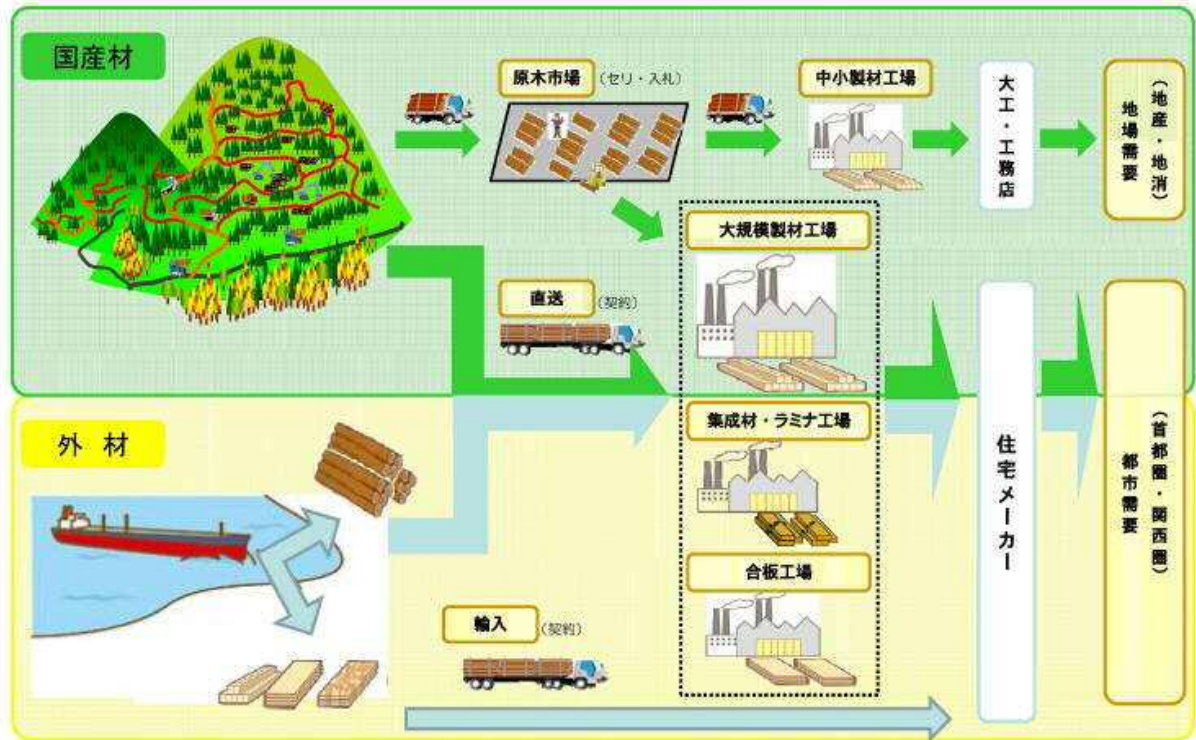 国産材
原木市場
（セリ・入札）
中小製材工場
大工・工務店
地場需要
（地産・地消）
大規模製材工場
直送
（契約）
外 材
集成材・ラミナ工場
合板工場
輸入
（契約）
住宅メーカー
都市需要
（首都圏・関西圏）